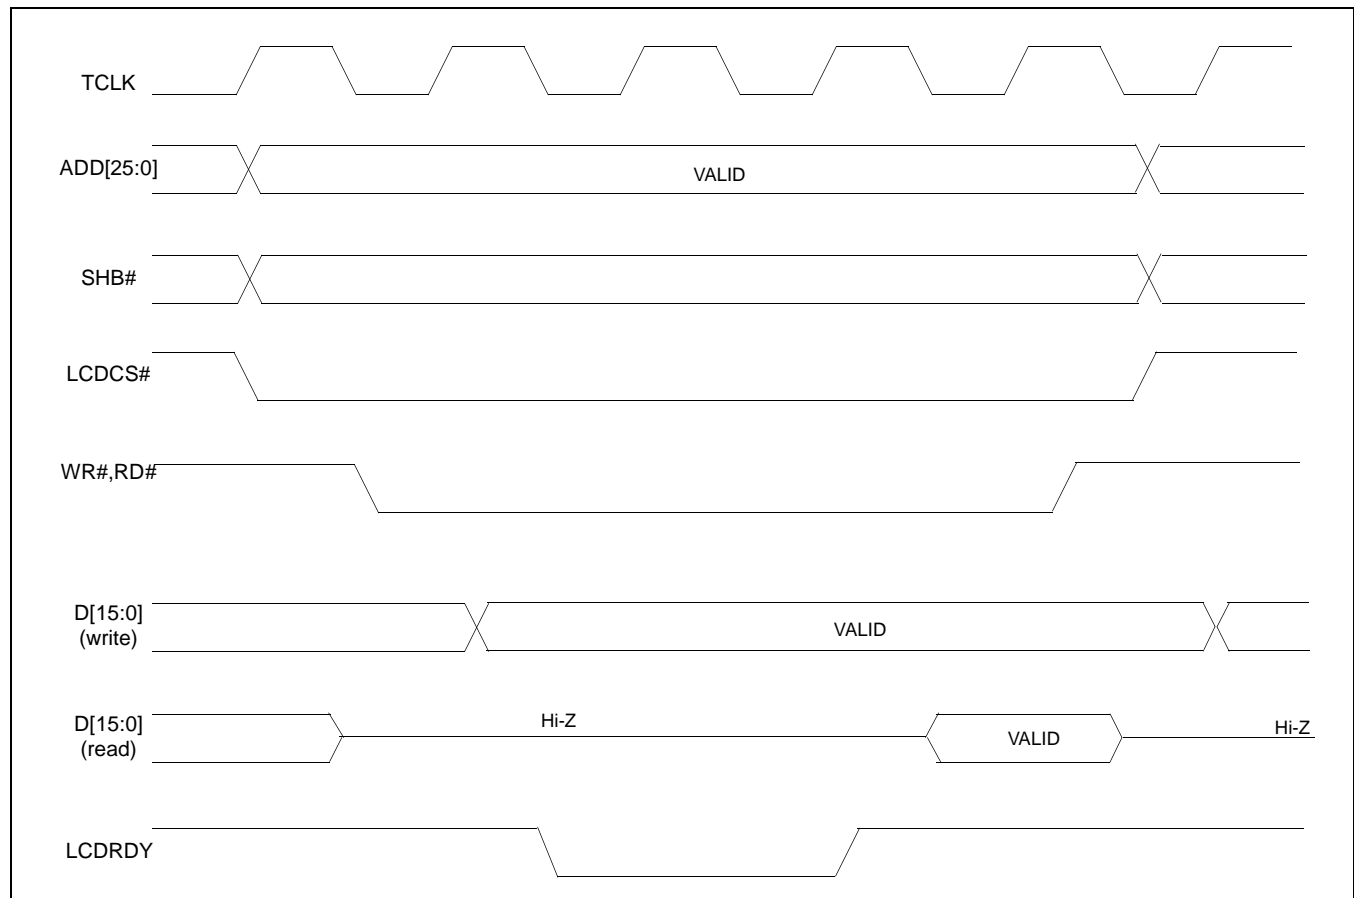 TCLK
ADD[25:0]
VALID
SHB#
LCDCS#
WR#,RD#
D[15:0]
(write)
VALID
D[15:0]
(read)
Hi-Z
VALID
Hi-Z
LCDRDY